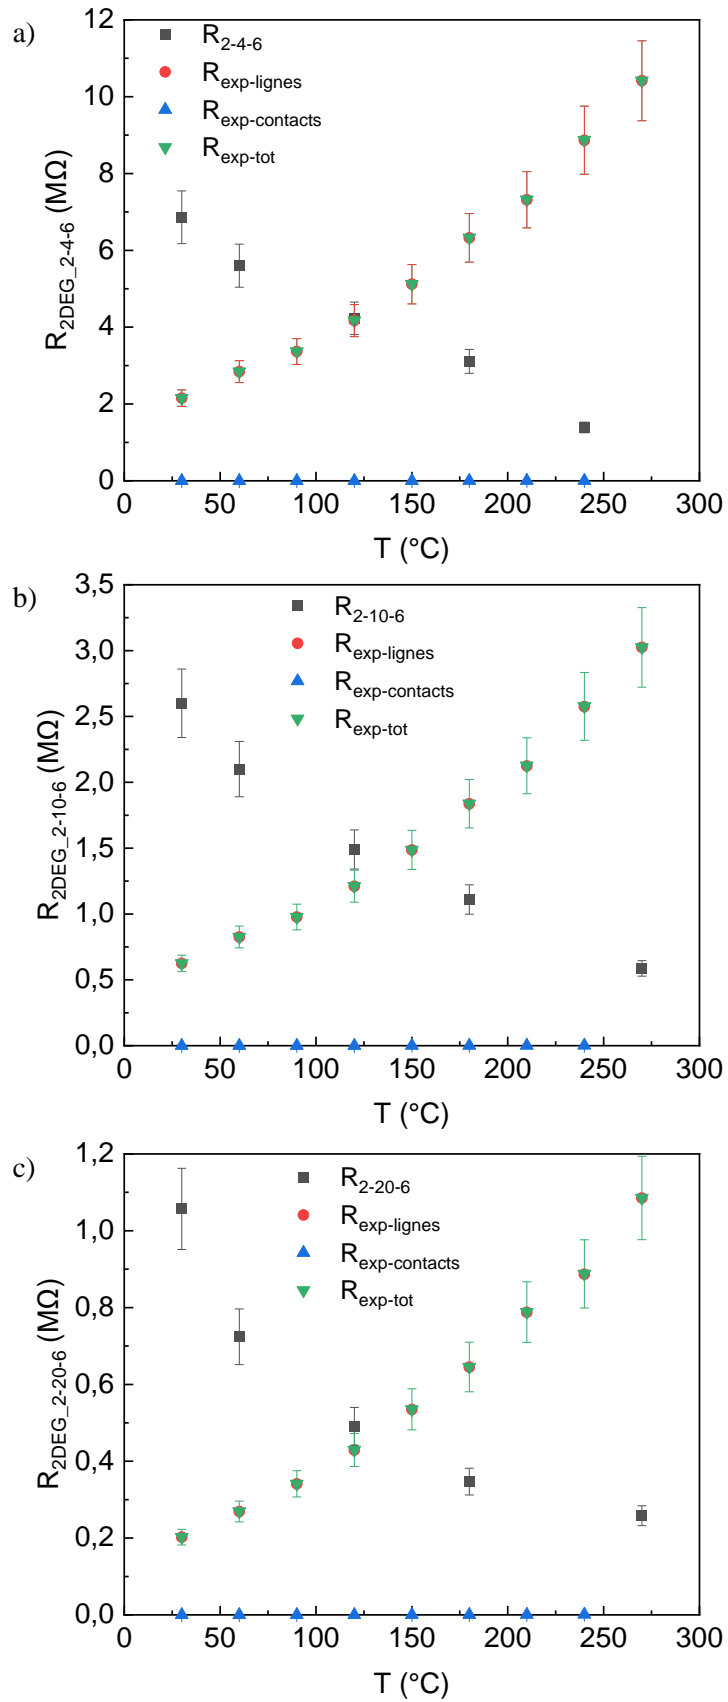 a)
R2-4-6
Rexp-lignes
Rexp-contacts
Rexp-tot
R2DEG_2-4-6 (MΩ)
12
10
8
6
4
2
0
0 50 100 150 200 250 300
T (°C)
b)
R2-10-6
Rexp-lignes
Rexp-contacts
Rexp-tot
R2DEG_2-10-6 (MΩ)
3,5
3,0
2,5
2,0
1,5
1,0
0,5
0,0
0 50 100 150 200 250 300
T (°C)
c)
R2-20-6
Rexp-lignes
Rexp-contacts
Rexp-tot
R2DEG_2-20-6 (MΩ)
1,2
1,0
0,8
0,6
0,4
0,2
0,0
0 50 100 150 200 250 300
T (°C)